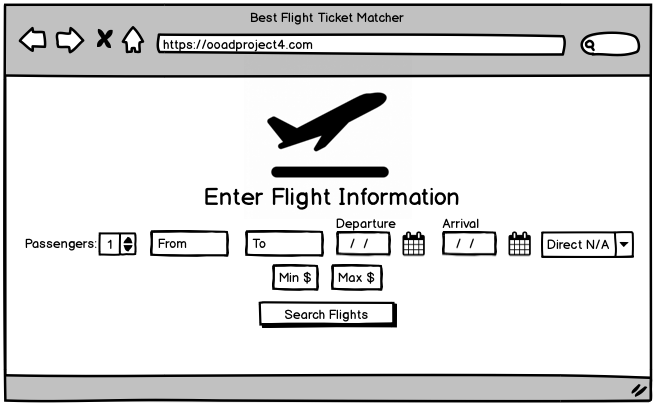 Best Flight Ticket Matcher
https://ooadproject4.com
Enter Flight Information
Departure Arrival
Passengers: 1 From To / / / / Direct N/A
Min $ Max $
Search Flights